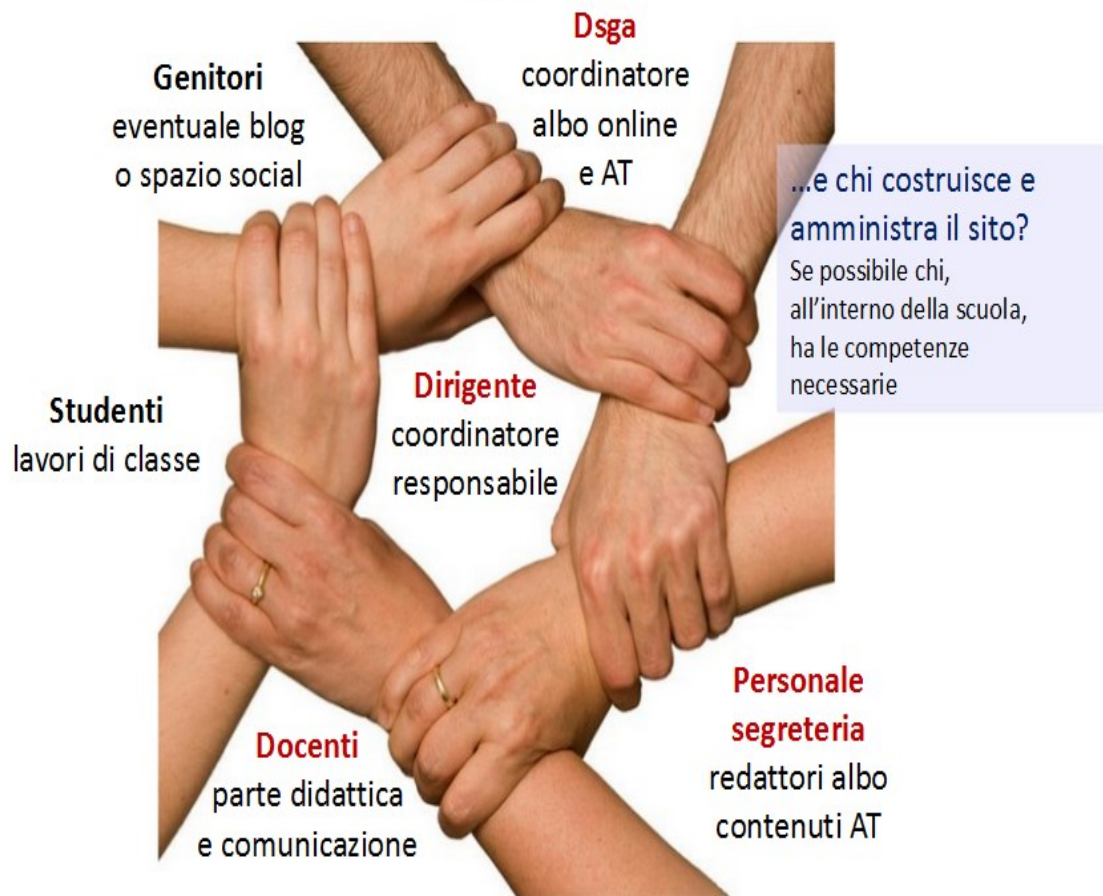 Dsga
coordinatore
albo online
e AT
Genitori
eventuale blog
o spazio social
...e chi costruisce e
amministra il sito?
Se possibile chi,
all'interno della scuola,
ha le competenze
necessarie
Dirigente
coordinatore
responsabile
Studenti
lavori di classe
Personale
segreteria
redattori albo
contenuti AT
Docenti
parte didattica
e comunicazione